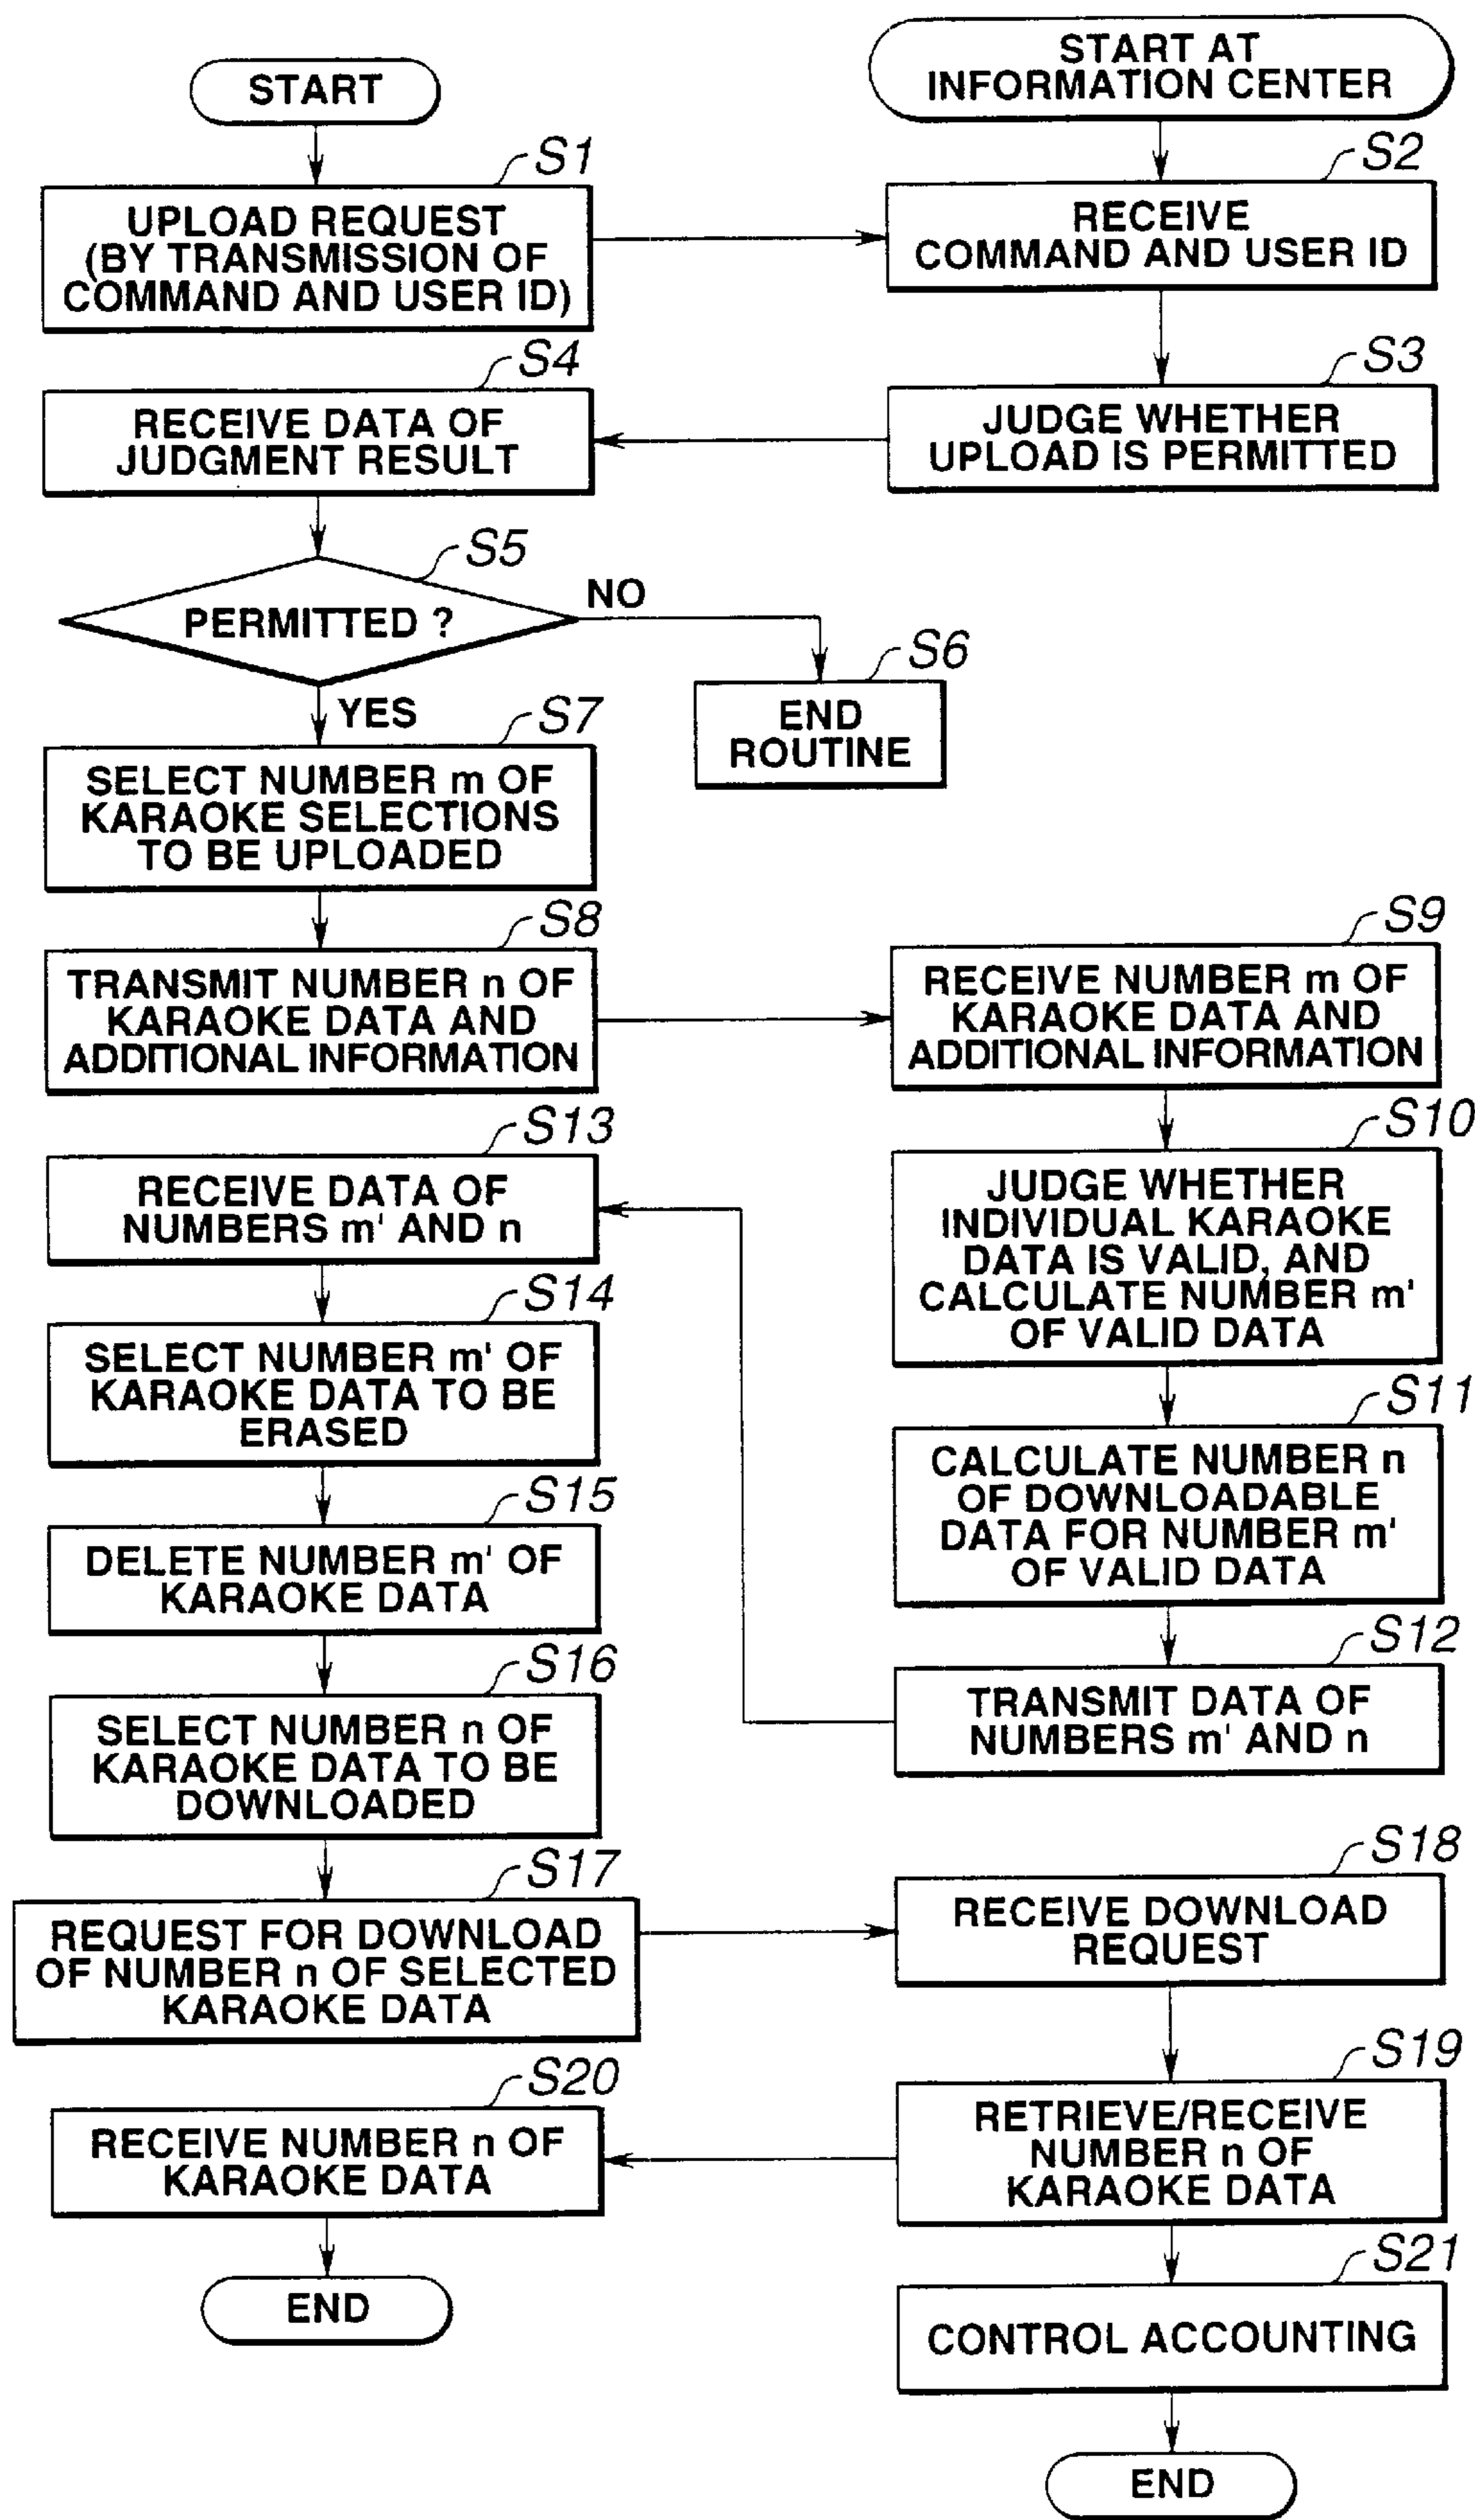 START
START AT
INFORMATION CENTER
S1
UPLOAD REQUEST
(BY TRANSMISSION OF
COMMAND AND USER ID)
S2
RECEIVE
COMMAND AND USER ID
S3
JUDGE WHETHER
UPLOAD IS PERMITTED
S4
RECEIVE DATA OF
JUDGMENT RESULT
S5
PERMITTED ?
NO
S6
END
ROUTINE
YES
S7
SELECT NUMBER m OF
KARAOKE SELECTIONS
TO BE UPLOADED
S8
TRANSMIT NUMBER n OF
KARAOKE DATA AND
ADDITIONAL INFORMATION
S9
RECEIVE NUMBER m OF
KARAOKE DATA AND
ADDITIONAL INFORMATION
S10
JUDGE WHETHER
INDIVIDUAL KARAOKE
DATA IS VALID, AND
CALCULATE NUMBER m'
OF VALID DATA
S11
CALCULATE NUMBER n
OF DOWNLOADABLE
DATA FOR NUMBER m'
OF VALID DATA
S12
TRANSMIT DATA OF
NUMBERS m' AND n
S13
RECEIVE DATA OF
NUMBERS m' AND n
S14
SELECT NUMBER m' OF
KARAOKE DATA TO BE
ERASED
S15
DELETE NUMBER m' OF
KARAOKE DATA
S16
SELECT NUMBER n OF
KARAOKE DATA TO BE
DOWNLOADED
S17
REQUEST FOR DOWNLOAD
OF NUMBER n OF SELECTED
KARAOKE DATA
S18
RECEIVE DOWNLOAD
REQUEST
S19
RETRIEVE/RECEIVE
NUMBER n OF
KARAOKE DATA
S20
RECEIVE NUMBER n OF
KARAOKE DATA
END
S21
CONTROL ACCOUNTING
END